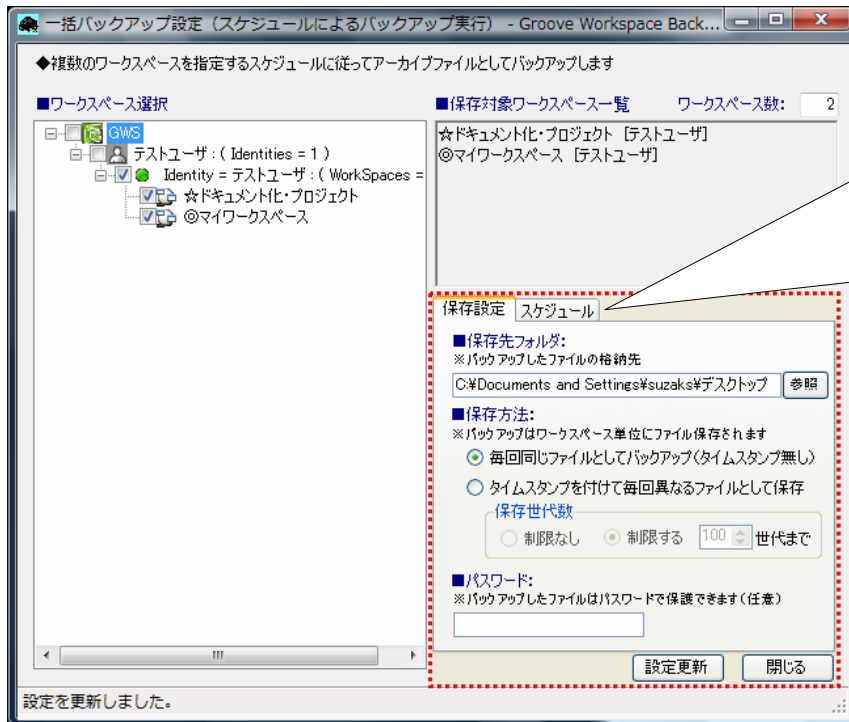 一括バックアップ設定（スケジュールによるバックアップ実行） - Groove Workspace Back...
◆複数のワークスペースを指定するスケジュールに従ってアーカイブファイルとしてバックアップします
■ワークスペース選択
GWS
テストユーザ : ( Identities = 1 )
Identity = テストユーザ : ( WorkSpaces =
☆ドキュメント化・プロジェクト
◎マイワークスペース
■保存対象ワークスペース一覧 ワークスペース数: 2
☆ドキュメント化・プロジェクト [テストユーザ]
◎マイワークスペース [テストユーザ]
保存設定 スケジュール
■保存先フォルダ:
※バックアップしたファイルの格納先
C:¥Documents and Settings¥suzaks¥デスクトップ 参照
■保存方法:
※バックアップはワークスペース単位にファイル保存されます
毎回同じファイルとしてバックアップ(タイムスタンプ無し)
タイムスタンプを付けて毎回異なるファイルとして保存
保存世代数
制限なし 制限する 100 世代まで
■パスワード:
※バックアップしたファイルはパスワードで保護できます(任意)
設定更新 閉じる
設定を更新しました。